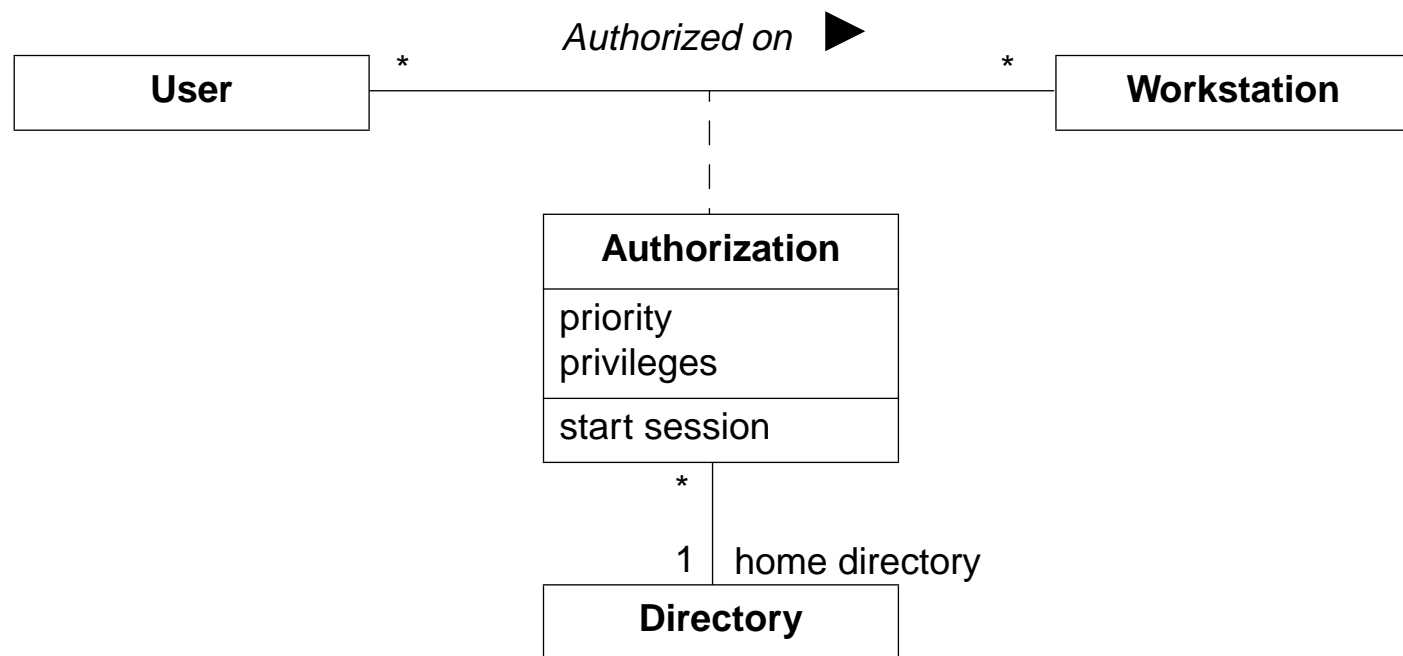 Authorized on
* *
User Workstation
Authorization
priority
privileges
start session
*
1 home directory
Directory